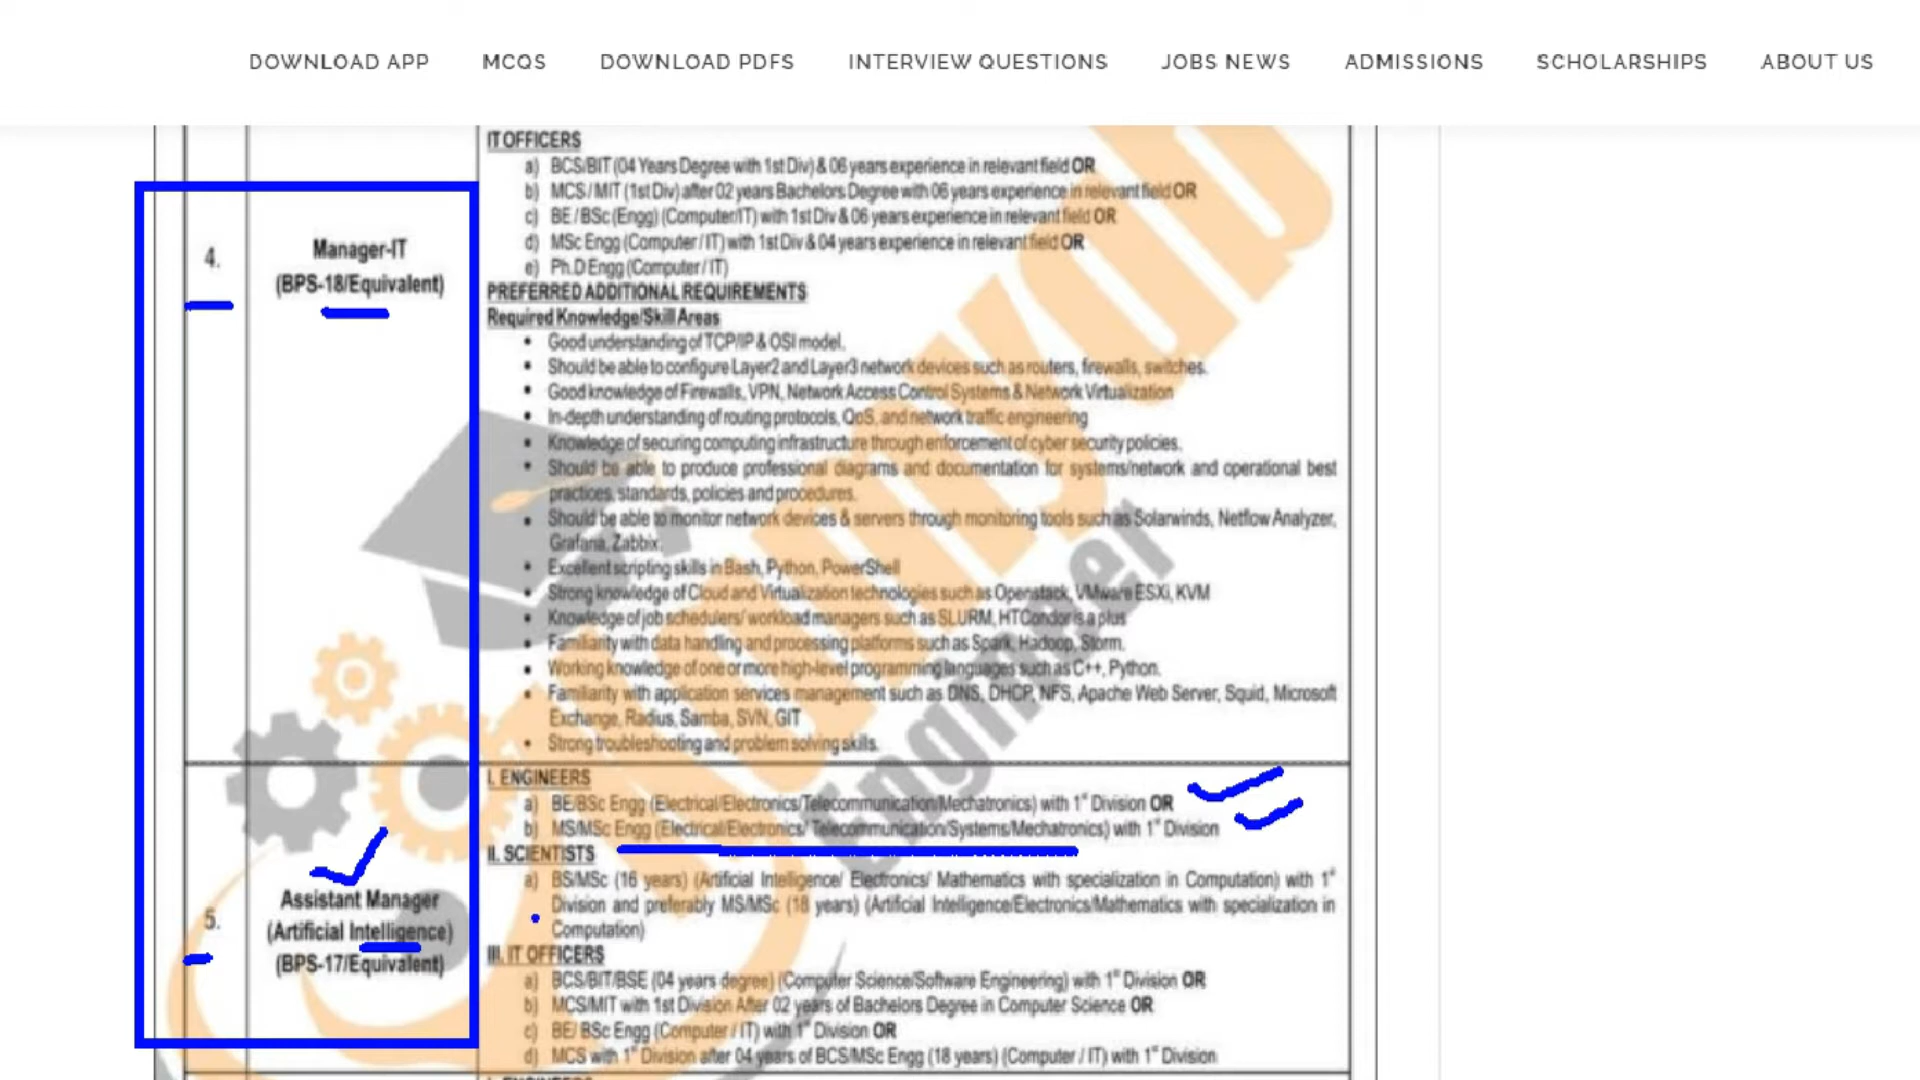 DOWNLOAD APP MCQS DOWNLOAD PDFS INTERVIEW QUESTIONS JOBS NEWS ADMISSIONS SCHOLARSHIPS ABOUT US
IT OFFICERS
a) BCS/BIT (04 Years Degree with 1st Div) & 06 years experience in relevant field OR
b) MCS / MIT (1st Div) after 02 years Bachelors Degree with 06 years experience in relevant field OR
c) BE / BSc (Engg) (Computer/IT) with 1st Div & 06 years experience in relevant field OR
d) MSc Engg (Computer / IT) with 1st Div & 04 years experience in relevant field OR
e) Ph.D Engg (Computer / IT)
4.
Manager-IT
(BPS-18/Equivalent)
PREFERRED ADDITIONAL REQUIREMENTS
Required Knowledge/Skill Areas
• Good understanding of TCP/IP & OSI model.
• Should be able to configure Layer2 and Layer3 network devices such as routers, firewalls, switches.
• Good knowledge of Firewalls, VPN, Network Access Control Systems & Network Virtualization
• In-depth understanding of routing protocols, QoS, and network traffic engineering
• Knowledge of securing computing infrastructure through enforcement of cyber security policies.
• Should be able to produce professional diagrams and documentation for systems/network and operational best
practices, standards, policies and procedures.
• Should be able to monitor network devices & servers through monitoring tools such as Solarwinds, Netflow Analyzer,
Grafana, Zabbix.
• Excellent scripting skills in Bash, Python, PowerShell
• Strong knowledge of Cloud and Virtualization technologies such as Openstack, VMware ESXi, KVM
• Knowledge of job schedulers/ workload managers such as SLURM, HTCondor is a plus
• Familiarity with data handling and processing platforms such as Spark, Hadoop, Storm.
• Working knowledge of one or more high-level programming languages such as C++, Python.
• Familiarity with application services management such as DNS, DHCP, NFS, Apache Web Server, Squid, Microsoft
Exchange, Radius, Samba, SVN, GIT
• Strong troubleshooting and problem solving skills.
5.
Assistant Manager
(Artificial Intelligence)
(BPS-17/Equivalent)
I. ENGINEERS
a) BE/BSc Engg (Electrical/Electronics/Telecommunication/Mechatronics) with 1st Division OR
b) MS/MSc Engg (Electrical/Electronics/ Telecommunication/Systems/Mechatronics) with 1st Division
II. SCIENTISTS
a) BS/MSc (16 years) (Artificial Intelligence/ Electronics/ Mathematics with specialization in Computation) with 1st
Division and preferably MS/MSc (18 years) (Artificial Intelligence/Electronics/Mathematics with specialization in
Computation)
III. IT OFFICERS
a) BCS/BIT/BSE (04 years degree) (Computer Science/Software Engineering) with 1st Division OR
b) MCS/MIT with 1st Division After 02 years of Bachelors Degree in Computer Science OR
c) BE/ BSc Engg (Computer / IT) with 1st Division OR
d) MCS with 1st Division after 04 years of BCS/MSc Engg (18 years) (Computer / IT) with 1st Division
I. ENGINEERS
Engineer